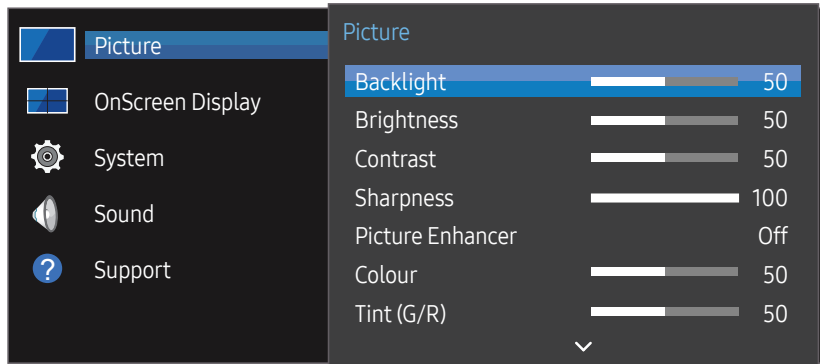 Picture
OnScreen Display
System
Sound
?
Support
Picture
Backlight 50
Brightness 50
Contrast 50
Sharpness 100
Picture Enhancer Off
Colour 50
Tint (G/R) 50